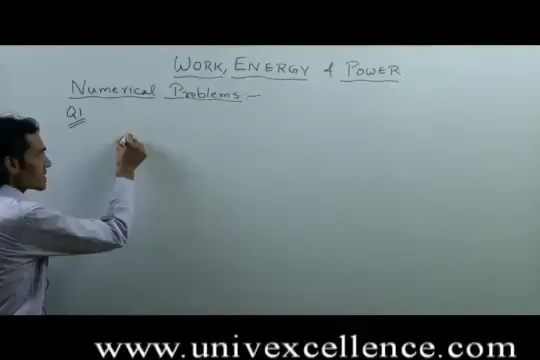 WORK, ENERGY & POWER
Numerical Problems :-
Q1
www.univexcellence.com